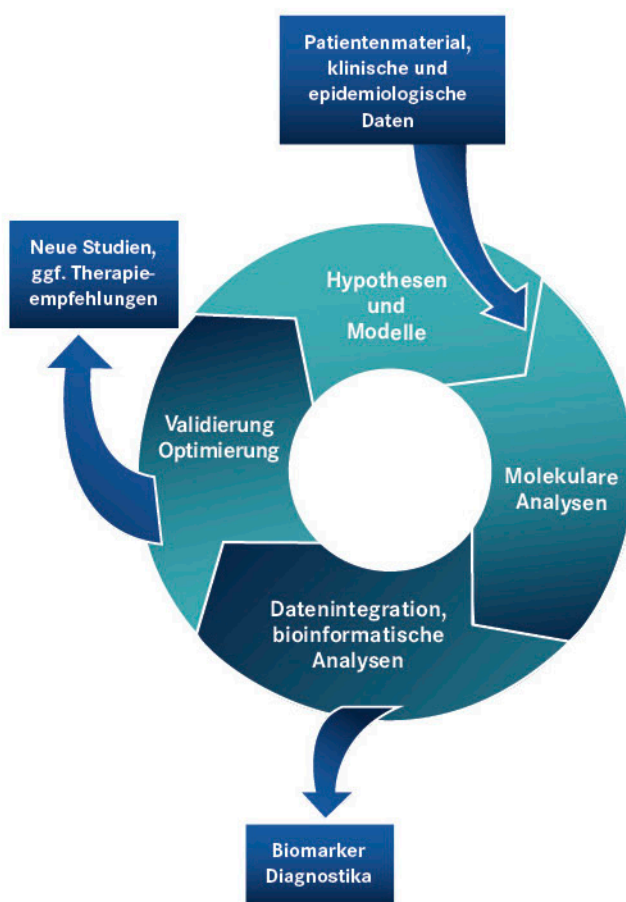 Patientenmaterial,
klinische und
epidemiologische
Daten
Neue Studien,
ggf. Therapie-
empfehlungen
Hypothesen
und
Modelle
Validierung
Optimierung
Molekulare
Analysen
Datenintegration,
bioinformatische
Analysen
Biomarker
Diagnostika